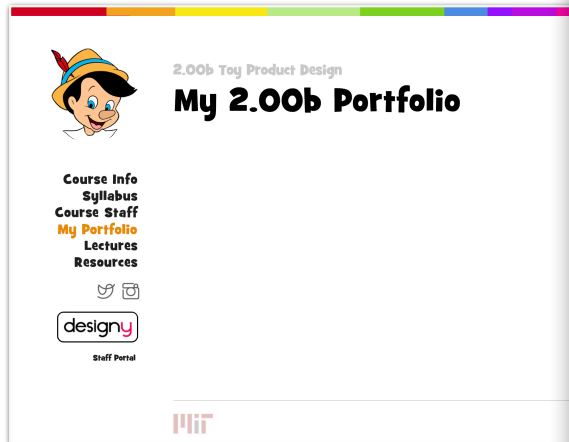 2.00b Toy Product Design
My 2.00b Portfolio
Course Info
Syllabus
Course Staff
My Portfolio
Lectures
Resources
designy
Staff Portal
MIT